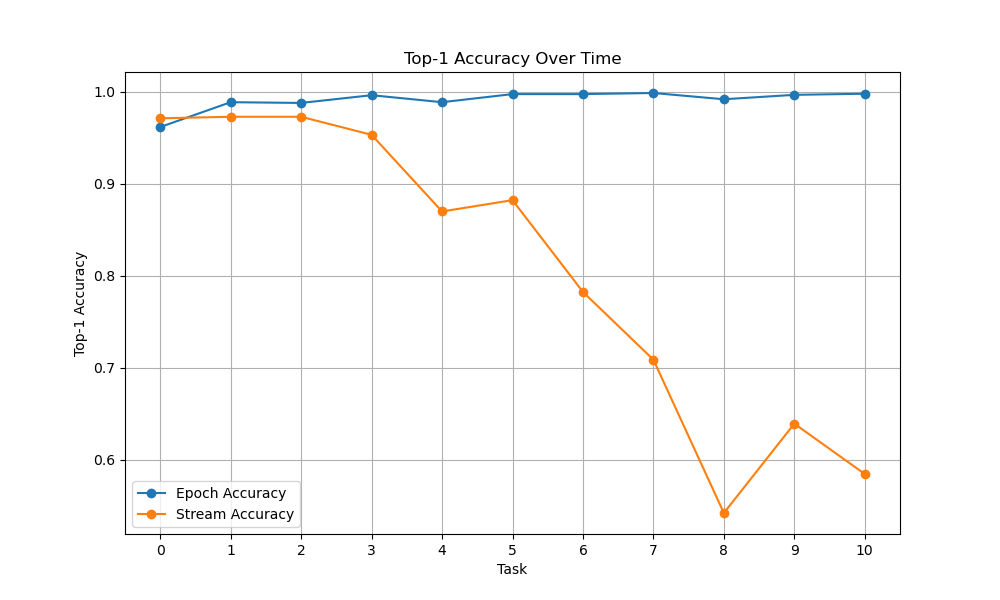 Top-1 Accuracy Over Time
Top-1 Accuracy
1.0
0.9
0.8
0.7
0.6
Epoch Accuracy
Stream Accuracy
0 1 2 3 4 5 6 7 8 9 10
Task